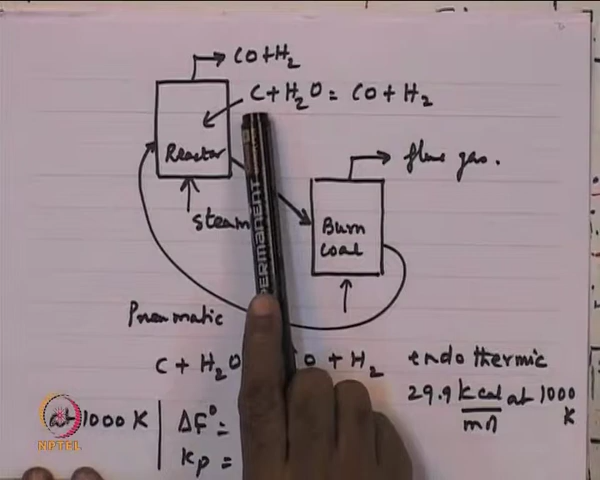 CO+H2
C+H2O = CO+H2
Reactor
flue gas.
steam
Burn
Coal
PERMANENT
Pneumatic
C + H2O O + H2 endothermic
29.9 kcal at 1000 K
at 1000 K ΔF° =
Kp =
NPTEL